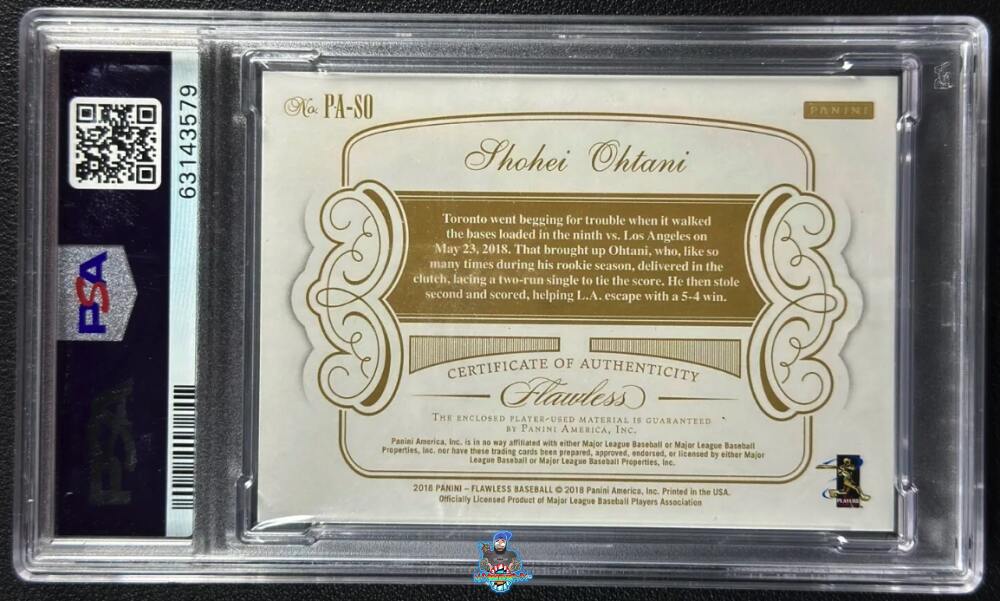 63143579
PSA
PSA
No. PA-SO
PANINI
Shohei Ohtani
Toronto went begging for trouble when it walked
the bases loaded in the ninth vs. Los Angeles on
May 23, 2018. That brought up Ohtani, who, like so
many times during his rookie season, delivered in the
clutch, lacing a two-run single to tie the score. He then stole
second and scored, helping L.A. escape with a 5-4 win.
CERTIFICATE OF AUTHENTICITY
Flawless
THE ENCLOSED PLAYER-USED MATERIAL IS GUARANTEED
BY PANINI AMERICA, INC.
Panini America, Inc. is in no way affiliated with either Major League Baseball or Major League Baseball
Properties, Inc. nor have these trading cards been prepared, approved, endorsed, or licensed by either Major
League Baseball or Major League Baseball Properties, Inc.
2018 PANINI – FLAWLESS BASEBALL © 2018 Panini America, Inc. Printed in the USA.
Officially Licensed Product of Major League Baseball Players Association
PLAYERS